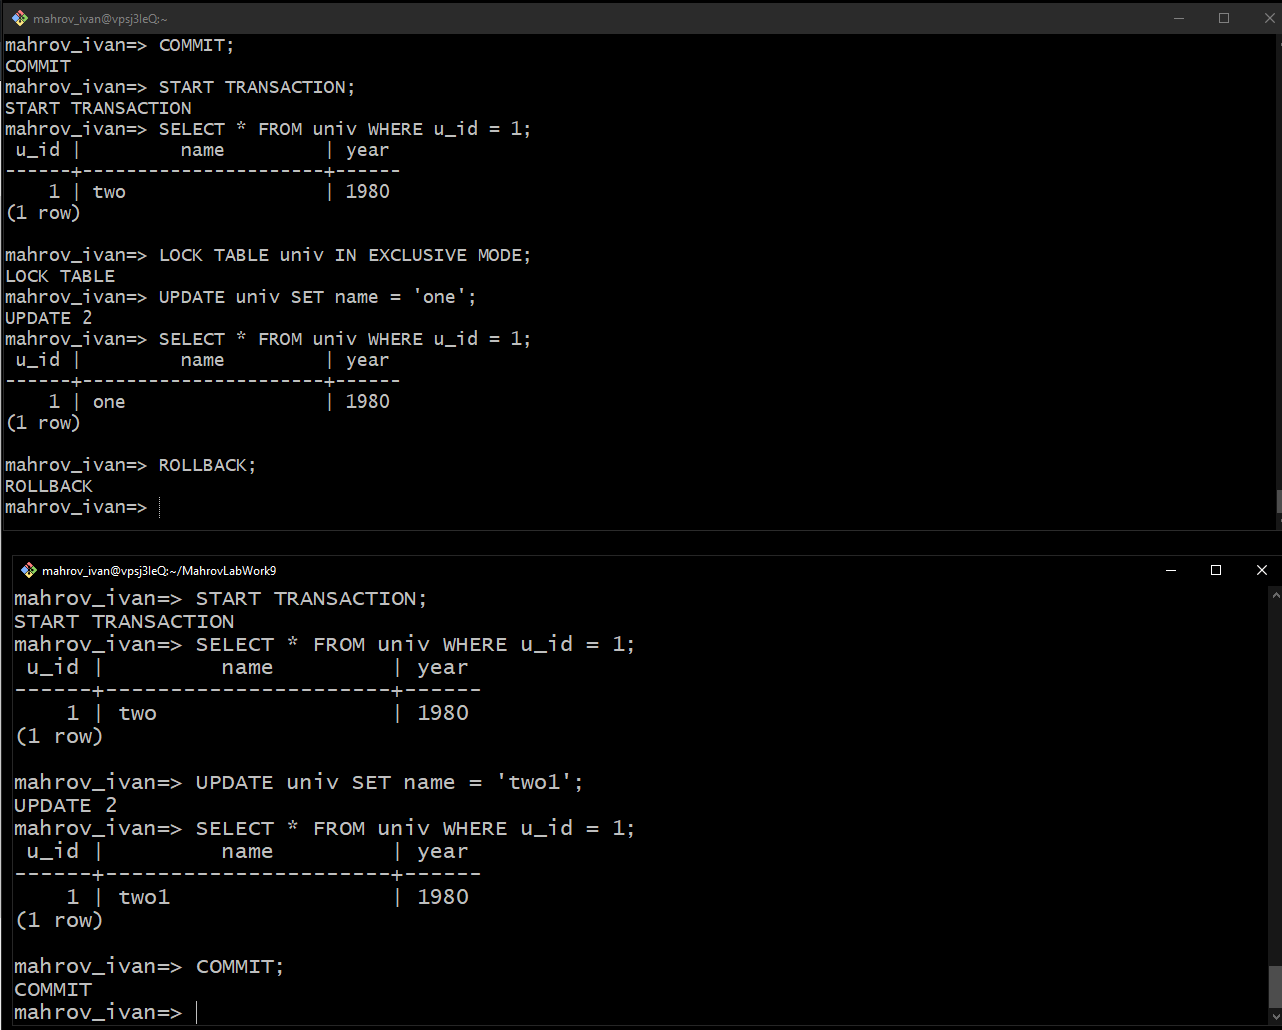 mahrov_ivan@vpsj3leQ:~
mahrov_ivan=> COMMIT;
COMMIT
mahrov_ivan=> START TRANSACTION;
START TRANSACTION
mahrov_ivan=> SELECT * FROM univ WHERE u_id = 1;
 u_id |         name         | year
------+----------------------+------
    1 | two                  | 1980
(1 row)

mahrov_ivan=> LOCK TABLE univ IN EXCLUSIVE MODE;
LOCK TABLE
mahrov_ivan=> UPDATE univ SET name = 'one';
UPDATE 2
mahrov_ivan=> SELECT * FROM univ WHERE u_id = 1;
 u_id |         name         | year
------+----------------------+------
    1 | one                  | 1980
(1 row)

mahrov_ivan=> ROLLBACK;
ROLLBACK
mahrov_ivan=>
mahrov_ivan@vpsj3leQ:~/MahrovLabWork9
mahrov_ivan=> START TRANSACTION;
START TRANSACTION
mahrov_ivan=> SELECT * FROM univ WHERE u_id = 1;
 u_id |         name         | year
------+----------------------+------
    1 | two                  | 1980
(1 row)

mahrov_ivan=> UPDATE univ SET name = 'two1';
UPDATE 2
mahrov_ivan=> SELECT * FROM univ WHERE u_id = 1;
 u_id |         name         | year
------+----------------------+------
    1 | two1                 | 1980
(1 row)

mahrov_ivan=> COMMIT;
COMMIT
mahrov_ivan=>